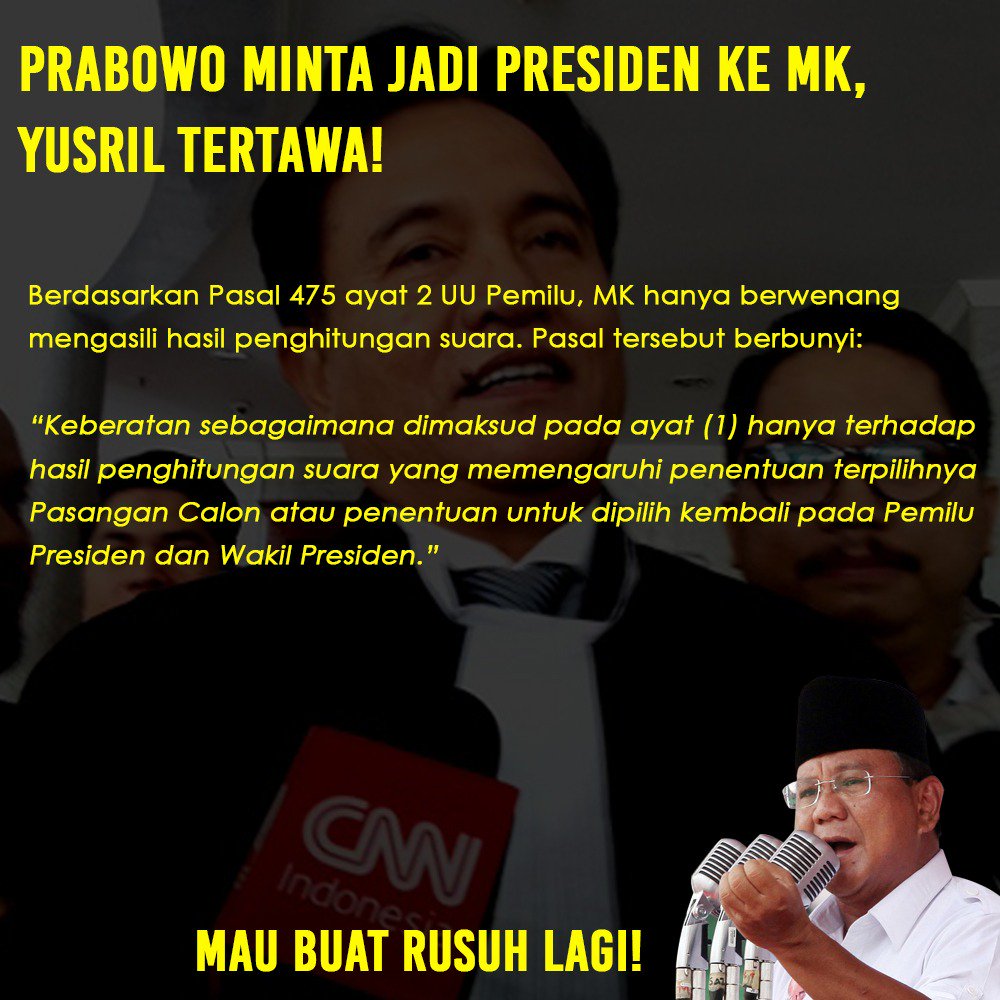 PRABOWO MINTA JADI PRESIDEN KE MK,
YUSRIL TERTAWA!
Berdasarkan Pasal 475 ayat 2 UU Pemilu, MK hanya berwenang
mengasili hasil penghitungan suara. Pasal tersebut berbunyi:
“Keberatan sebagaimana dimaksud pada ayat (1) hanya terhadap
hasil penghitungan suara yang memengaruhi penentuan terpilihnya
Pasangan Calon atau penentuan untuk dipilih kembali pada Pemilu
Presiden dan Wakil Presiden.”
CNN
Indonesia
MAU BUAT RUSUH LAGI!